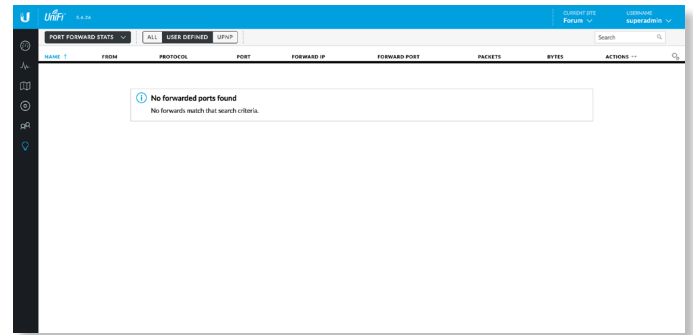 U UniFi 5.6.26 CURRENT SITE USERNAME
Forum superadmin
PORT FORWARD STATS ALL USER DEFINED UPNP Search
NAME ↑ FROM PROTOCOL PORT FORWARD IP FORWARD PORT PACKETS BYTES ACTIONS
No forwarded ports found
No forwards match that search criteria.